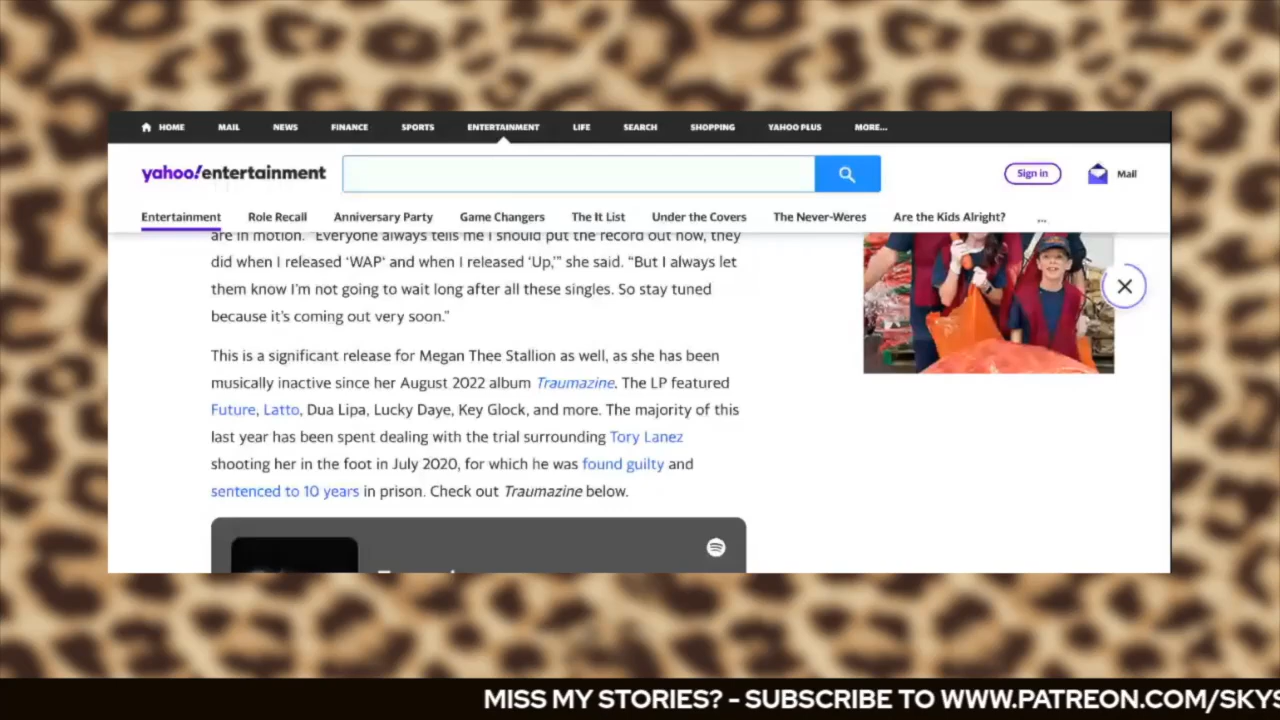 HOME MAIL NEWS FINANCE SPORTS ENTERTAINMENT LIFE SEARCH SHOPPING YAHOO PLUS MORE...
yahoo!entertainment Sign in Mail
Entertainment Role Recall Anniversary Party Game Changers The It List Under the Covers The Never-Weres Are the Kids Alright? ...
are in motion. “Everyone always tells me I should put the record out now, they
did when I released ‘WAP’ and when I released ‘Up,’” she said. “But I always let
them know I’m not going to wait long after all these singles. So stay tuned
because it’s coming out very soon.”
This is a significant release for Megan Thee Stallion as well, as she has been
musically inactive since her August 2022 album Traumazine. The LP featured
Future, Latto, Dua Lipa, Lucky Daye, Key Glock, and more. The majority of this
last year has been spent dealing with the trial surrounding Tory Lanez
shooting her in the foot in July 2020, for which he was found guilty and
sentenced to 10 years in prison. Check out Traumazine below.
MISS MY STORIES? - SUBSCRIBE TO WWW.PATREON.COM/SKYS